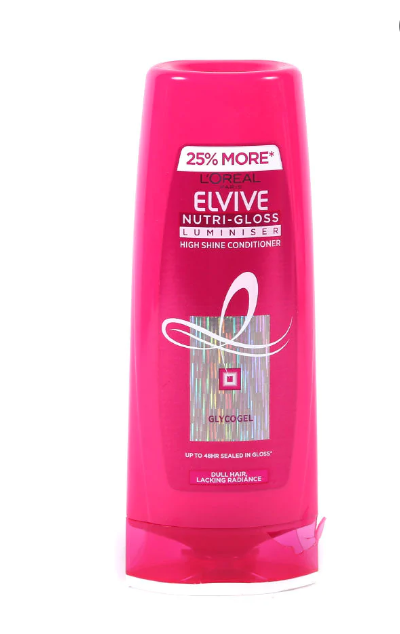 25% MORE*
L'ORÉAL
PARIS
ELVIVE
NUTRI-GLOSS
LUMINISER
HIGH SHINE CONDITIONER
GLYCOGEL
UP TO 48HR SEALED IN GLOSS*
DULL HAIR,
LACKING RADIANCE